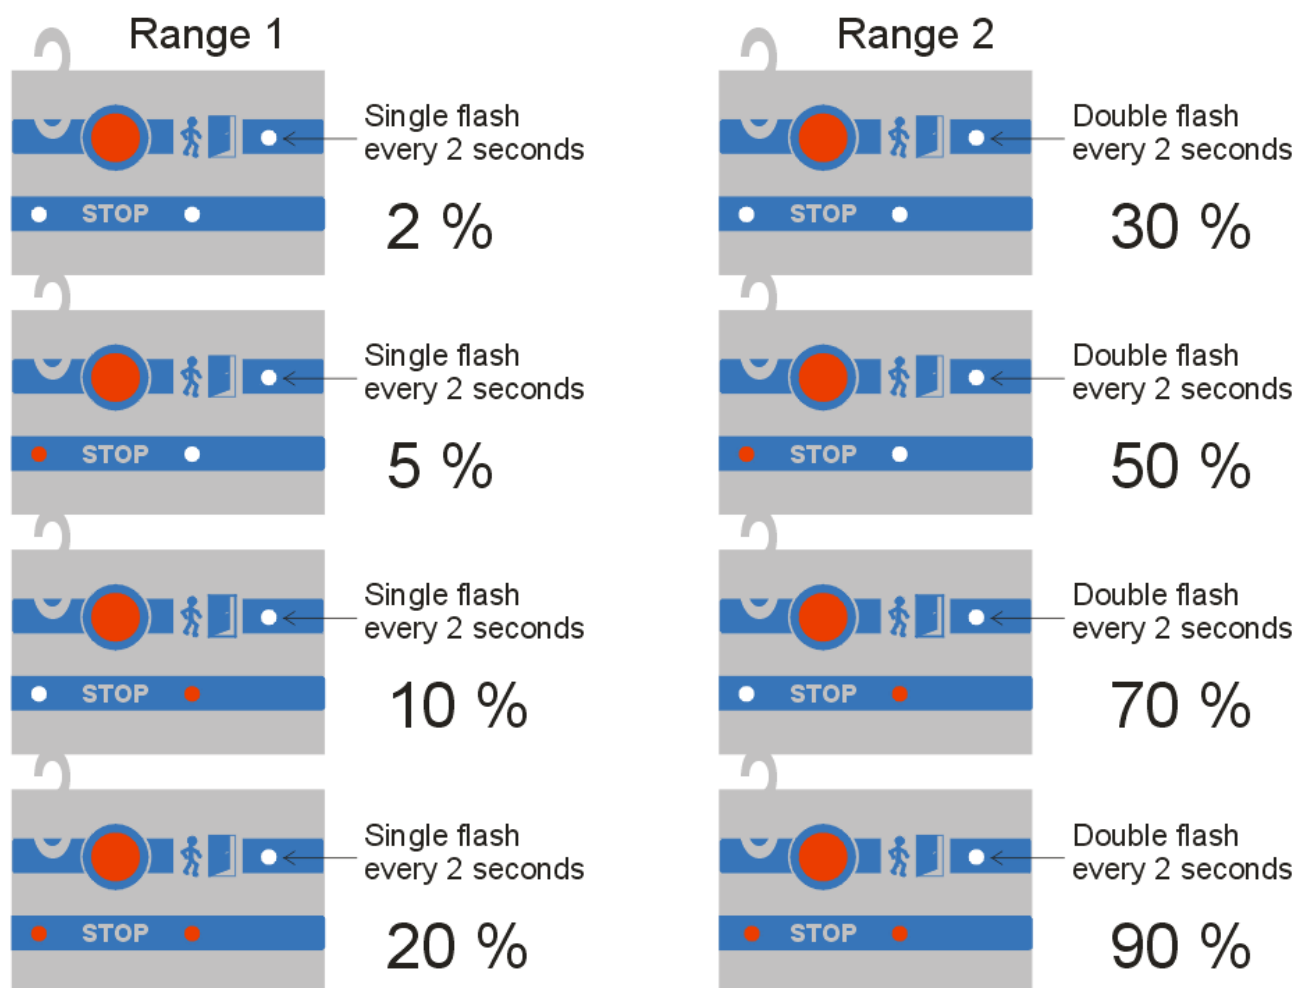 Range 1
Single flash
every 2 seconds
STOP
2 %
Single flash
every 2 seconds
STOP
5 %
Single flash
every 2 seconds
STOP
10 %
Single flash
every 2 seconds
STOP
20 %
Range 2
Double flash
every 2 seconds
STOP
30 %
Double flash
every 2 seconds
STOP
50 %
Double flash
every 2 seconds
STOP
70 %
Double flash
every 2 seconds
STOP
90 %